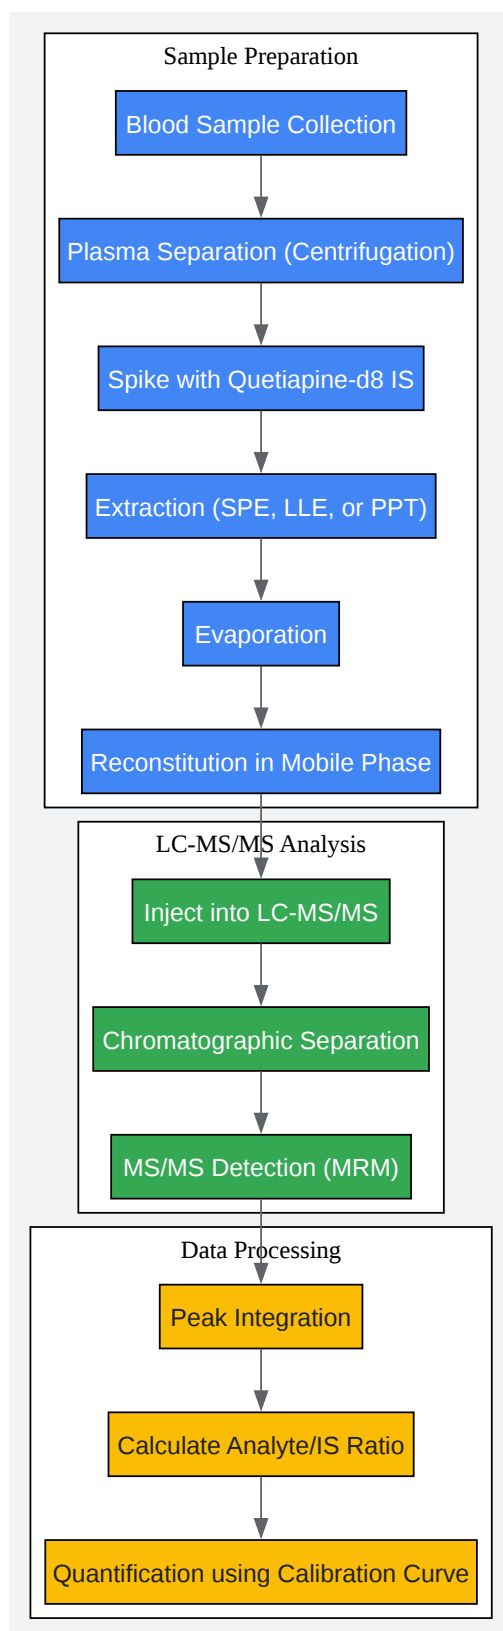 Sample Preparation
Blood Sample Collection
Plasma Separation (Centrifugation)
Spike with Quetiapine-d8 IS
Extraction (SPE, LLE, or PPT)
Evaporation
Reconstitution in Mobile Phase
LC-MS/MS Analysis
Inject into LC-MS/MS
Chromatographic Separation
MS/MS Detection (MRM)
Data Processing
Peak Integration
Calculate Analyte/IS Ratio
Quantification using Calibration Curve